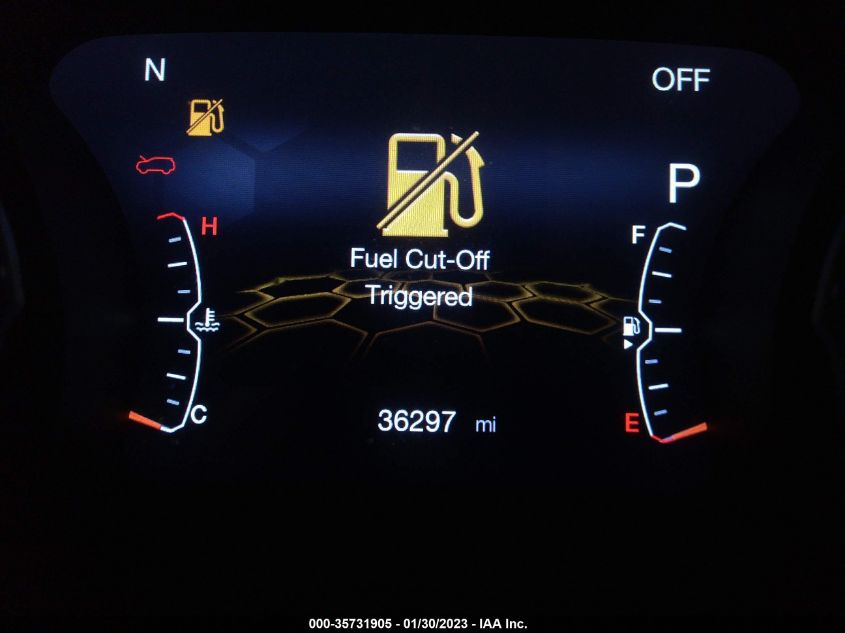 N
OFF
P
H
F
Fuel Cut-Off
Triggered
C
36297 mi
E
000-35731905 - 01/30/2023 - IAA Inc.